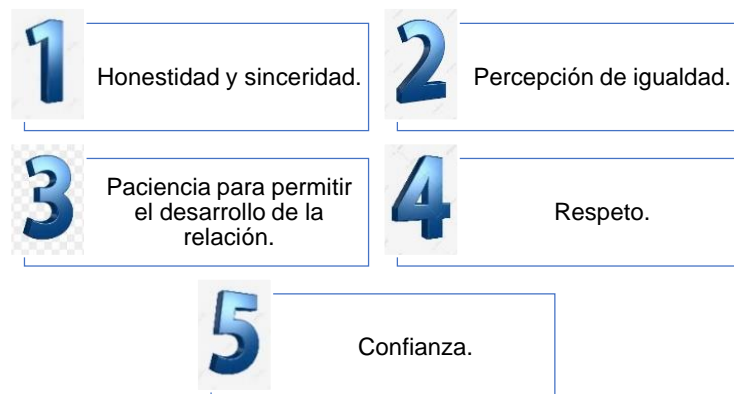 1
Honestidad y sinceridad.
2
Percepción de igualdad.
3
Paciencia para permitir
el desarrollo de la
relación.
4
Respeto.
5
Confianza.